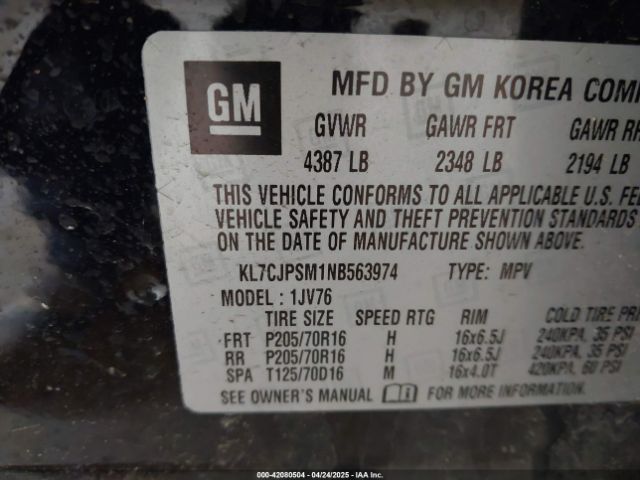 GM
MFD BY GM KOREA
GVWR GAWR FRT GAWR
4387 LB 2348 LB 2194 LB
THIS VEHICLE CONFORMS TO ALL APPLICABLE U.S.
VEHICLE SAFETY AND THEFT PREVENTION STANDARDS
ON THE DATE OF MANUFACTURE SHOWN ABOVE.
KL7CJPSM1NB563974 TYPE: MPV
MODEL : 1JV76
TIRE SIZE SPEED RTG RIM COLD TIRE
FRT P205/70R16 H 16x6.5J 240KPA, 35 PSI
RR P205/70R16 H 16x6.5J 240KPA, 35 PSI
SPA T125/70D16 M 16x4.0T 420KPA, 60 PSI
SEE OWNER'S MANUAL FOR MORE INFORMATION.
000-42080504 - 04/24/2025 - IAAI.com